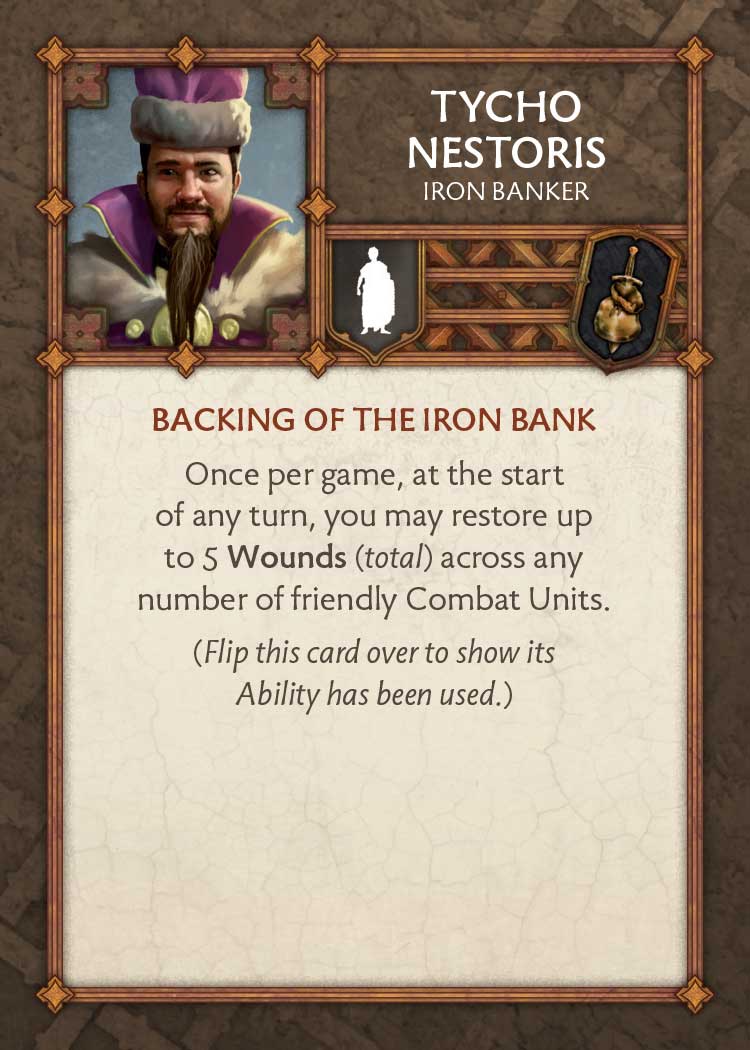 TYCHO
NESTORIS
IRON BANKER
BACKING OF THE IRON BANK
Once per game, at the start
of any turn, you may restore up
to 5 Wounds (total) across any
number of friendly Combat Units.
(Flip this card over to show its
Ability has been used.)